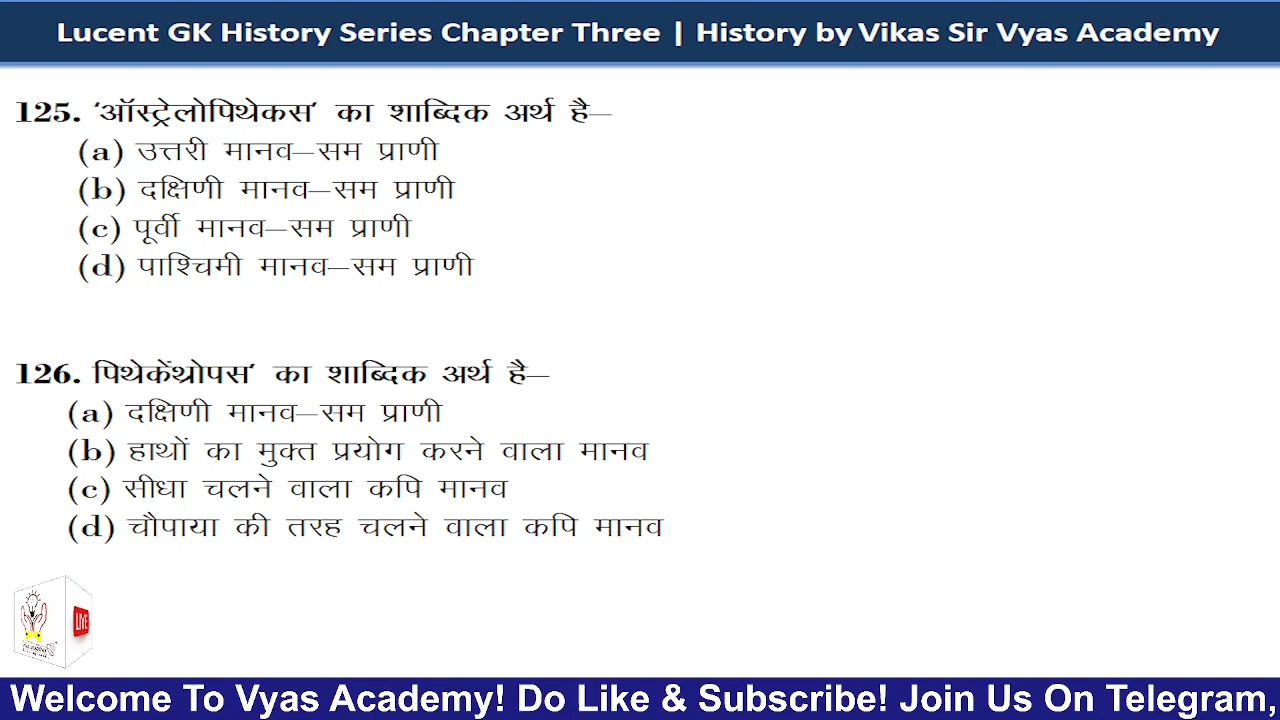 Lucent GK History Series Chapter Three | History by Vikas Sir Vyas Academy
125. 'ऑस्ट्रेलोपिथेकस' का शाब्दिक अर्थ है–
(a) उत्तरी मानव–सम प्राणी
(b) दक्षिणी मानव–सम प्राणी
(c) पूर्वी मानव–सम प्राणी
(d) पाश्चिमी मानव–सम प्राणी
126. पिथेकेंथ्रोपस' का शाब्दिक अर्थ है–
(a) दक्षिणी मानव–सम प्राणी
(b) हाथों का मुक्त प्रयोग करने वाला मानव
(c) सीधा चलने वाला कपि मानव
(d) चौपाया की तरह चलने वाला कपि मानव
LIVE
Welcome To Vyas Academy! Do Like & Subscribe! Join Us On Telegram,